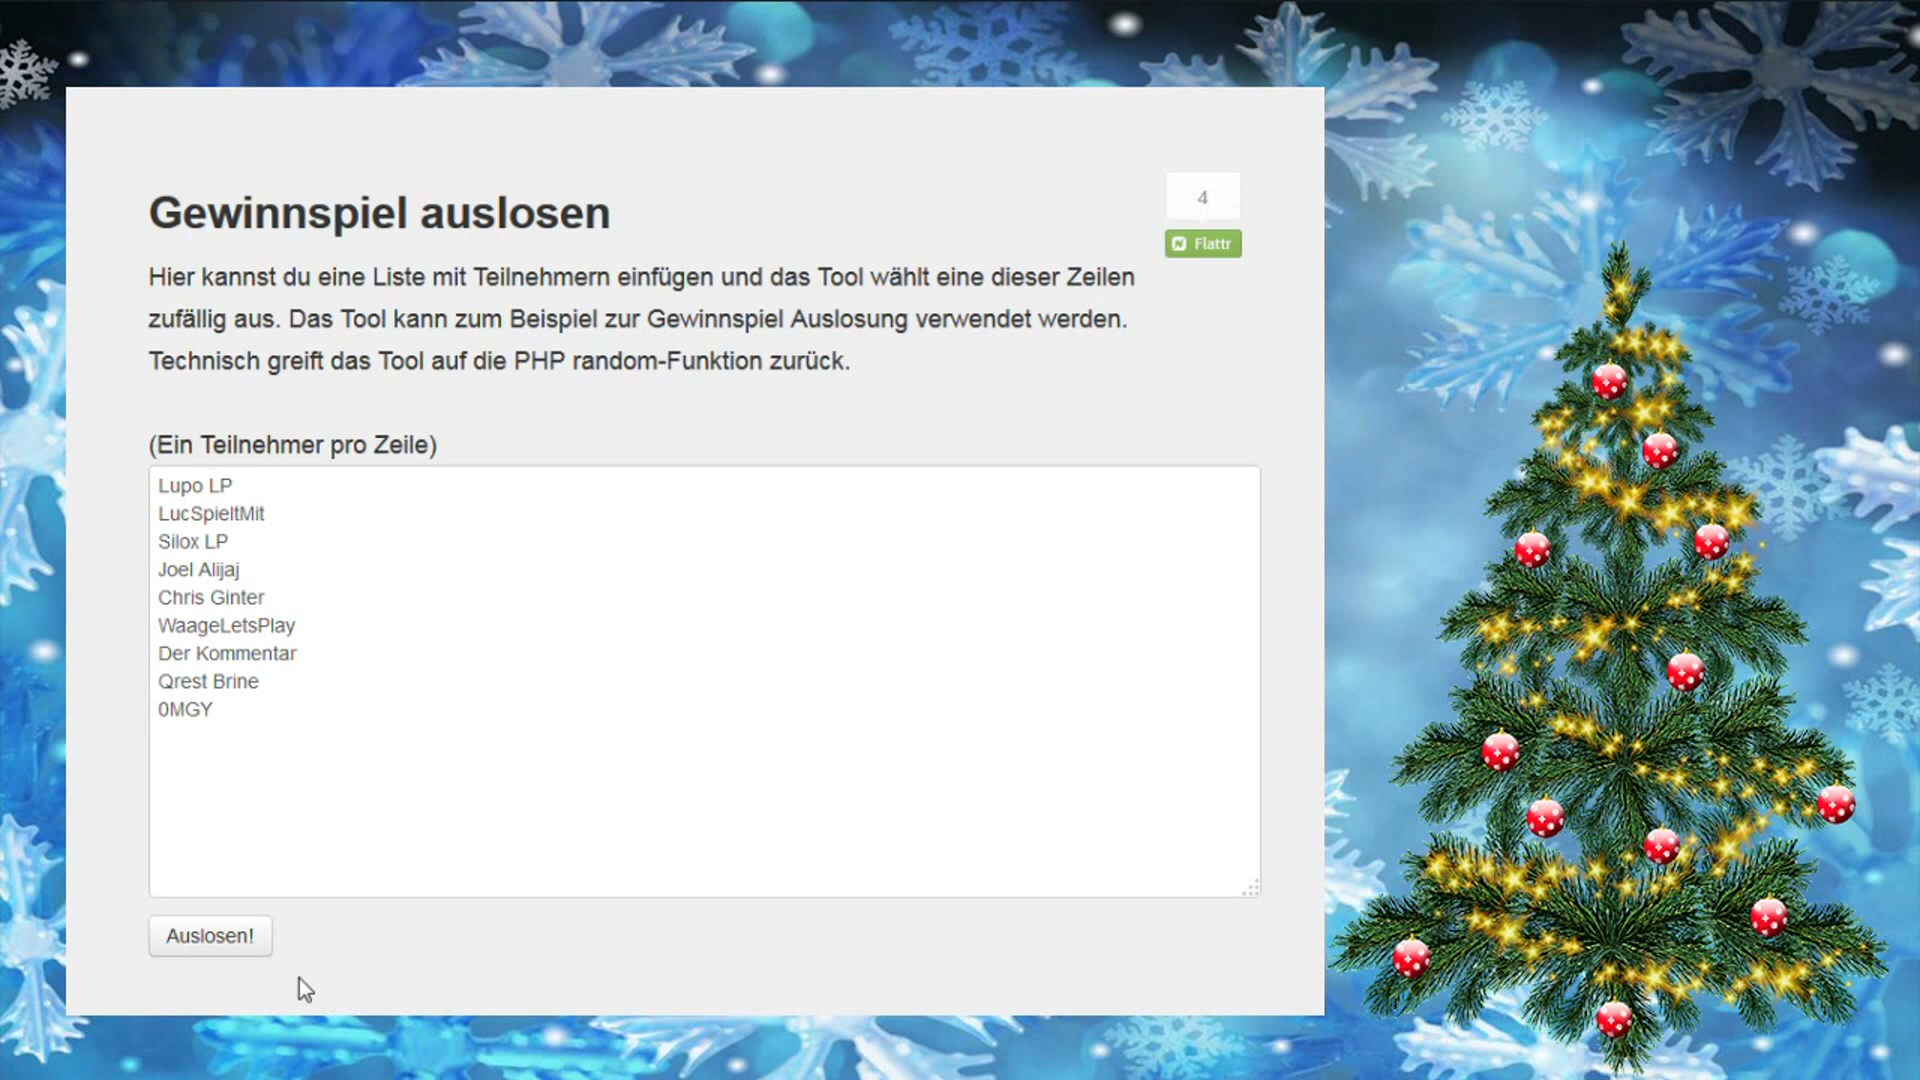 4
Flattr
Gewinnspiel auslosen
Hier kannst du eine Liste mit Teilnehmern einfügen und das Tool wählt eine dieser Zeilen
zufällig aus. Das Tool kann zum Beispiel zur Gewinnspiel Auslosung verwendet werden.
Technisch greift das Tool auf die PHP random-Funktion zurück.
(Ein Teilnehmer pro Zeile)
Lupo LP
LucSpieltMit
Silox LP
Joel Alijaj
Chris Ginter
WaageLetsPlay
Der Kommentar
Qrest Brine
0MGY
Auslosen!